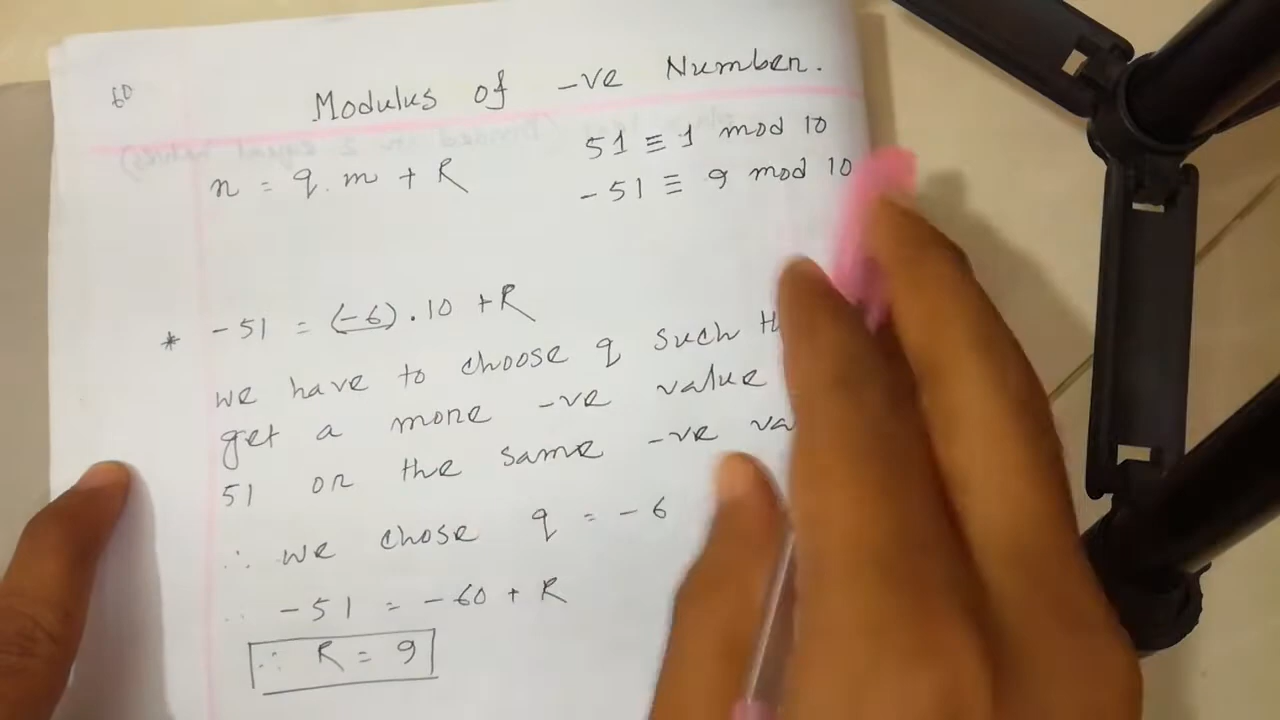 60
Modulus of -ve Number.
n = q. m + R
51 ≡ 1 mod 10
-51 ≡ 9 mod 10
* -51 = (-6) . 10 + R
we have to choose q such
get a more -ve value
51 or the same -ve
∴ we chose q = -6
∴ -51 = -60 + R
∴ R = 9